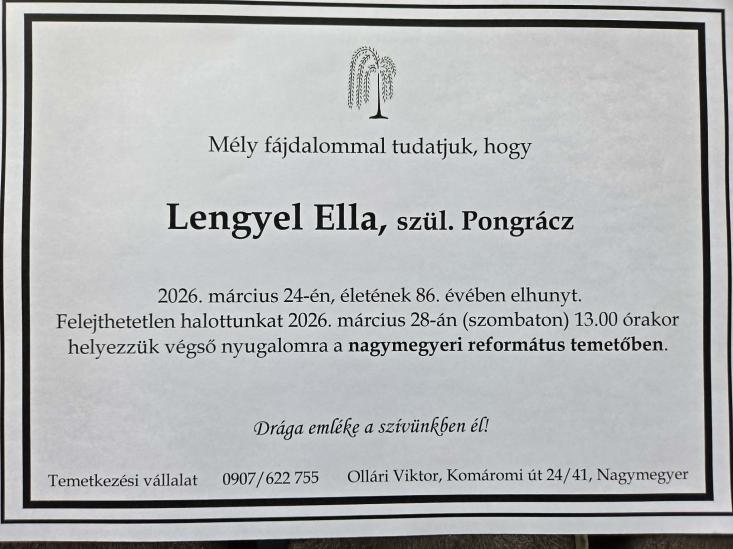 Mély fájdalommal tudatjuk, hogy
Lengyel Ella, szül. Pongrácz
2026. március 24-én, életének 86. évében elhunyt.
Felejthetetlen halottunkat 2026. március 28-án (szombaton) 13.00 órakor
helyezzük végső nyugalomra a nagymegyeri református temetőben.
Drága emléke a szívünkben él!
Temetkezési vállalat 0907/622 755 Ollári Viktor, Komáromi út 24/41, Nagymegyer